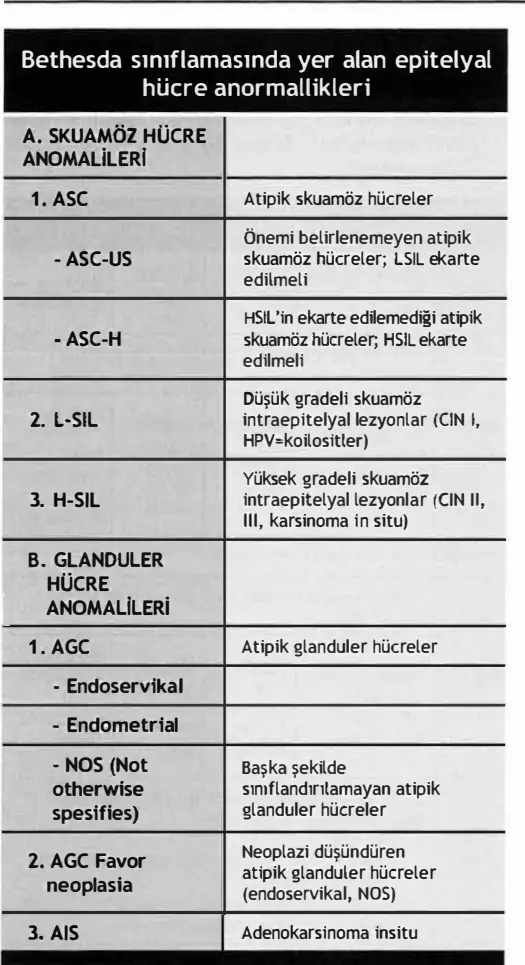 Bethesda sınıflamasında yer alan epitelyal
hücre anormallikleri
A. SKUAMÖZ HÜCRE
ANOMALİLERİ
1. ASC
Atipik skuamöz hücreler
- ASC-US
Önemi belirlenemeyen atipik
skuamöz hücreler; LSIL ekarte
edilmeli
- ASC-H
HSIL'in ekarte edilemediği atipik
skuamöz hücreler; HSIL ekarte
edilmeli
2. L-SIL
Düşük gradeli skuamöz
intraepitelyal lezyonlar (CIN I,
HPV=koilositler)
3. H-SIL
Yüksek gradeli skuamöz
intraepitelyal lezyonlar (CIN II,
III, karsinoma in situ)
B. GLANDULER
HÜCRE
ANOMALİLERİ
1. AGC
Atipik glanduler hücreler
- Endoservikal
- Endometrial
- NOS (Not
otherwise
spesifies)
Başka şekilde
sınıflandırılamayan atipik
glanduler hücreler
2. AGC Favor
neoplasia
Neoplazi düşündüren
atipik glanduler hücreler
(endoservikal, NOS)
3. AIS
Adenokarsinoma insitu